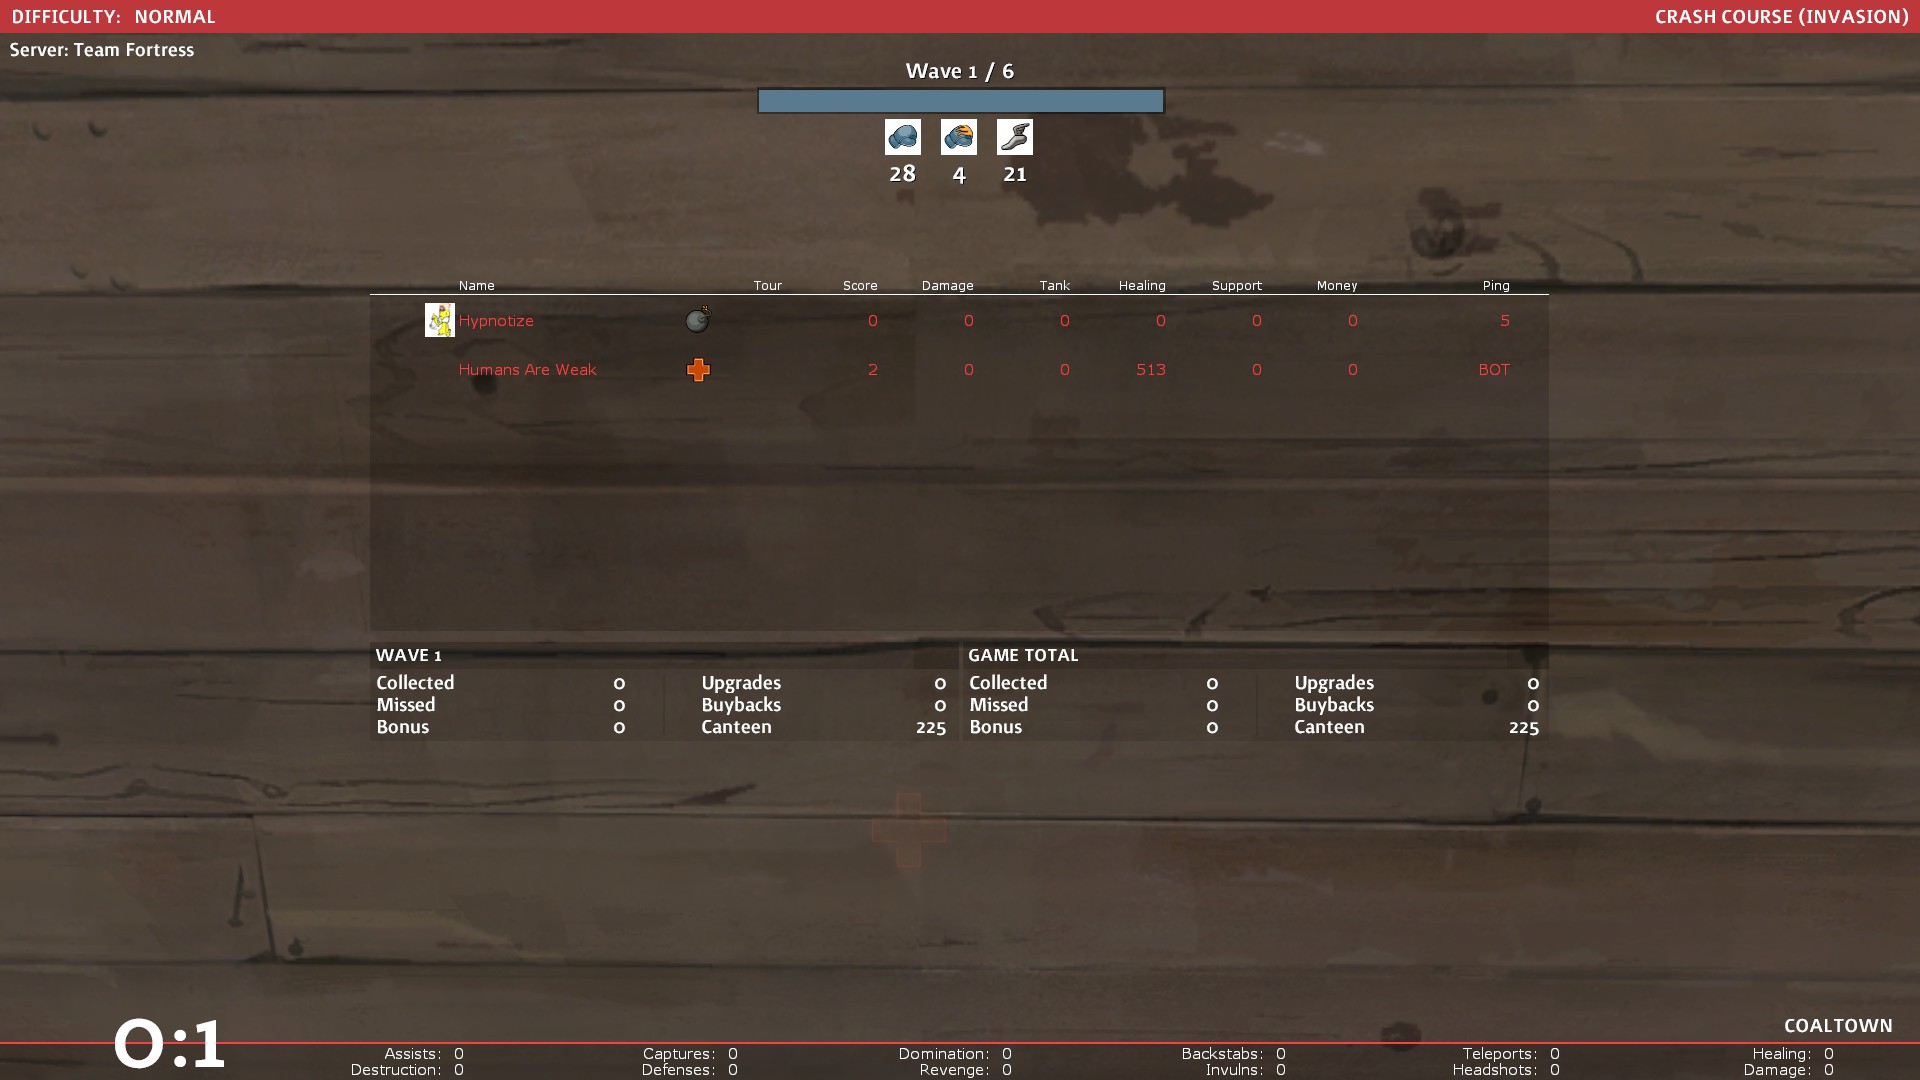 DIFFICULTY: NORMAL CRASH COURSE (INVASION)
Server: Team Fortress
Wave 1 / 6
28 4 21
Name Tour Score Damage Tank Healing Support Money Ping
Hypnotize 0 0 0 0 0 0 5
Humans Are Weak 2 0 0 513 0 0 BOT
WAVE 1 GAME TOTAL
Collected 0 Upgrades 0 Collected 0 Upgrades 0
Missed 0 Buybacks 0 Missed 0 Buybacks 0
Bonus 0 Canteen 225 Bonus 0 Canteen 225
COALTOWN
0:1
Assists: 0 Captures: 0 Domination: 0 Backstabs: 0 Teleports: 0 Healing: 0
Destruction: 0 Defenses: 0 Revenge: 0 Invulns: 0 Headshots: 0 Damage: 0